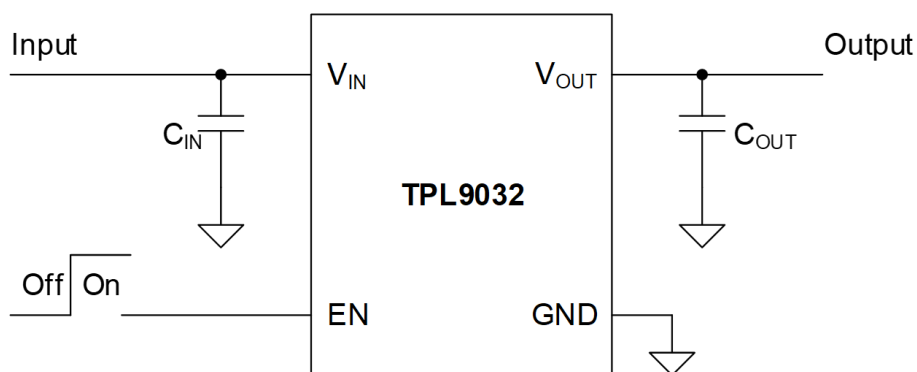 Input
Output
VIN
VOUT
CIN
COUT
TPL9032
Off
On
EN
GND